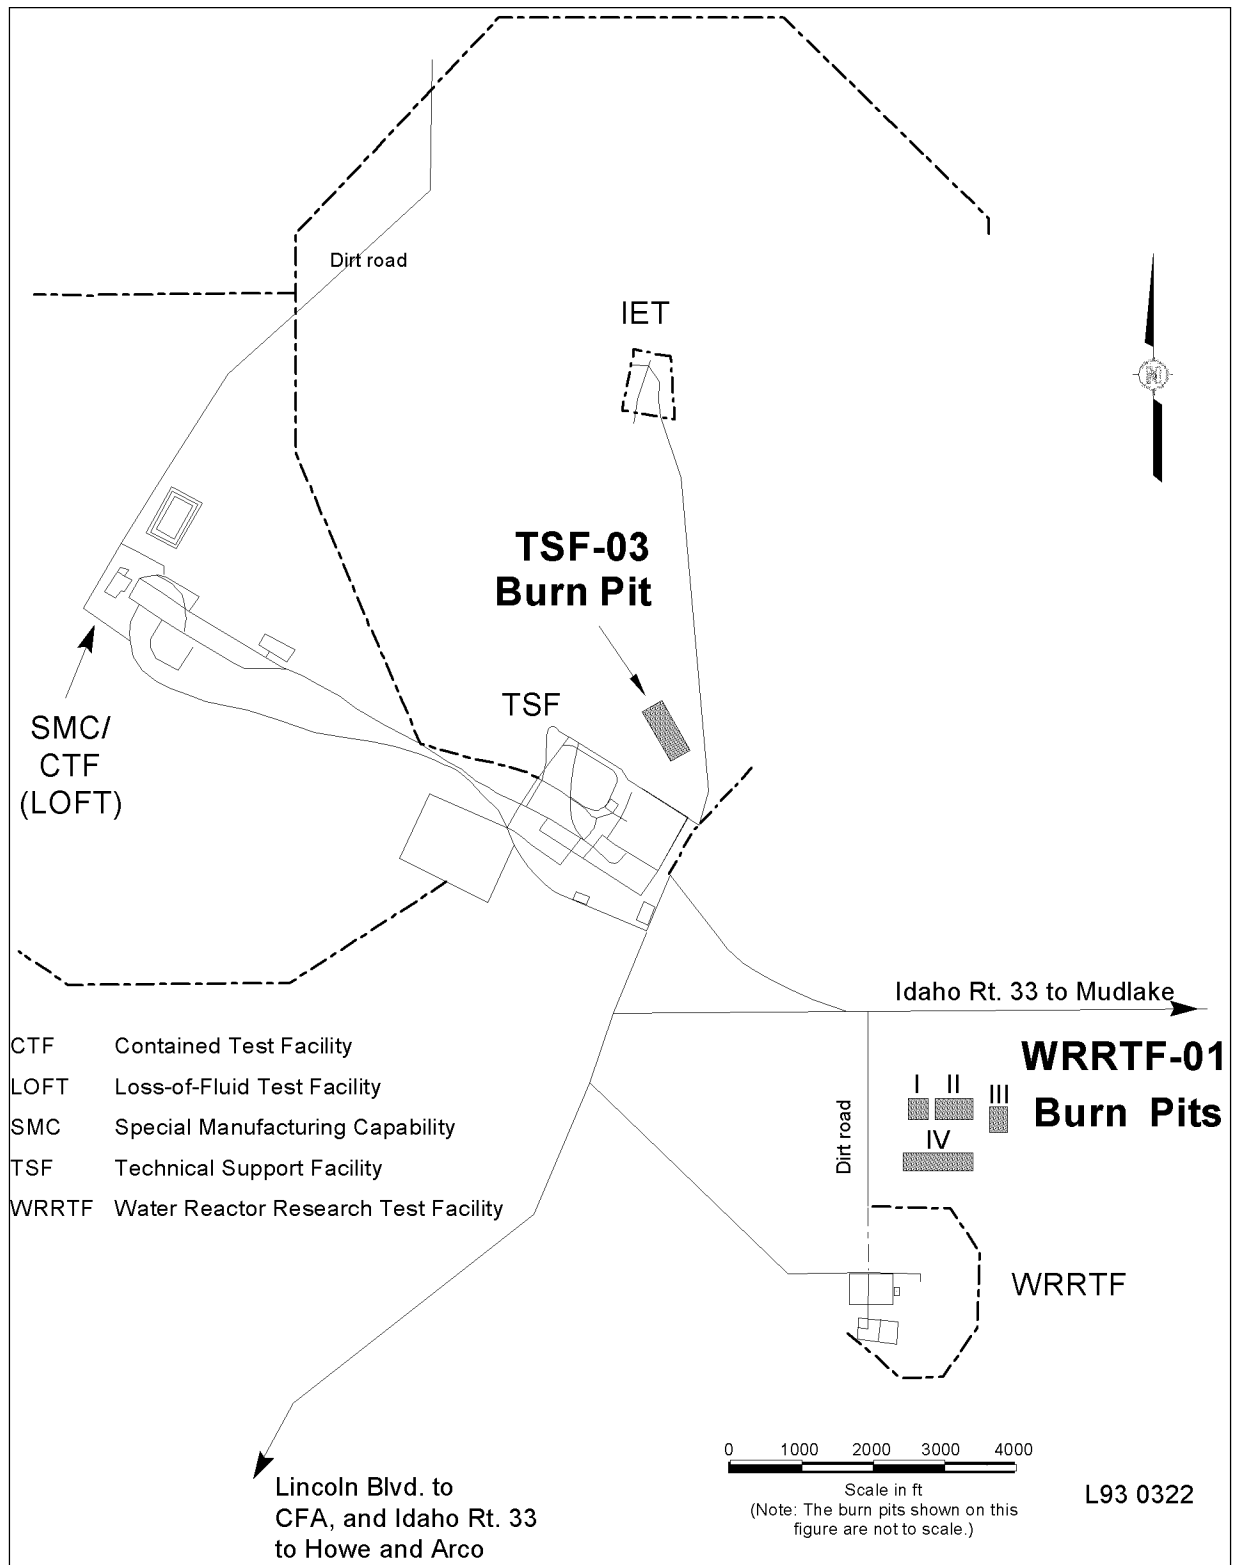 Dirt road
IET
TSF-03
Burn Pit
TSF
SMC/
CTF
(LOFT)
Idaho Rt. 33 to Mudlake
WRRTF-01
Burn Pits
I
II
III
IV
Dirt road
CTF Contained Test Facility
LOFT Loss-of-Fluid Test Facility
SMC Special Manufacturing Capability
TSF Technical Support Facility
WRRTF Water Reactor Research Test Facility
WRRTF
0 1000 2000 3000 4000
Scale in ft
(Note: The burn pits shown on this
figure are not to scale.)
L93 0322
Lincoln Blvd. to
CFA, and Idaho Rt. 33
to Howe and Arco